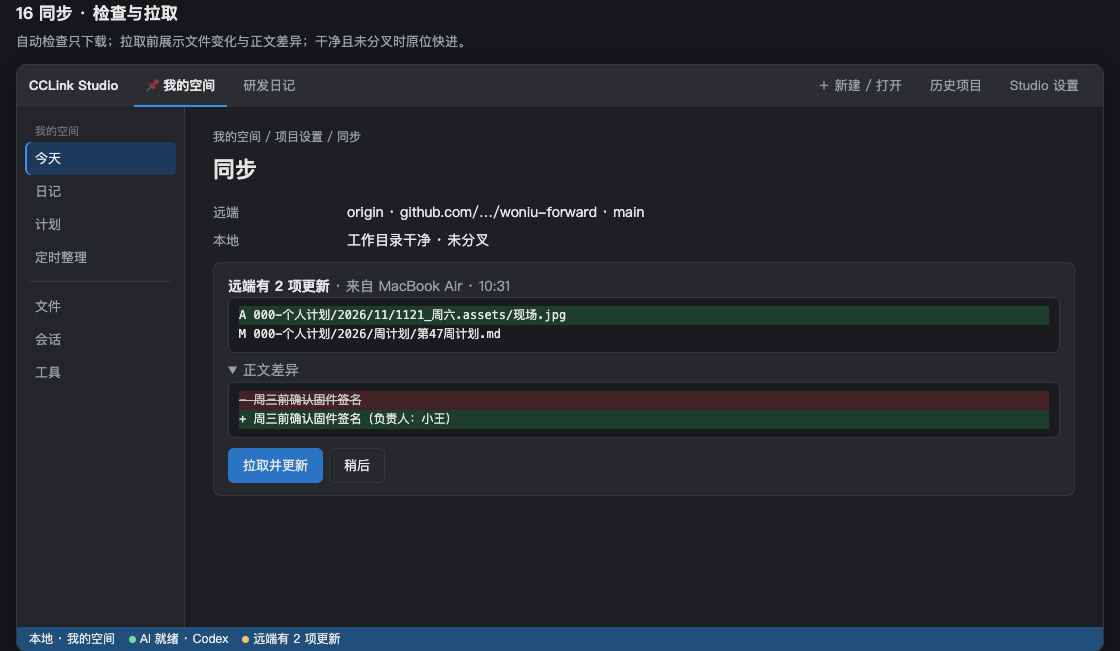 16 同步 · 检查与拉取
自动检查只下载；拉取前展示文件变化与正文差异；干净且未分叉时原位快进。
CCLink Studio 📌 我的空间 研发日记 + 新建 / 打开 历史项目 Studio 设置
我的空间
今天
日记
计划
定时整理
文件
会话
工具
我的空间 / 项目设置 / 同步
同步
远端 origin · github.com/…/woniu-forward · main
本地 工作目录干净 · 未分叉
远端有 2 项更新 · 来自 MacBook Air · 10:31
A 000-个人计划/2026/11/1121_周六.assets/现场.jpg
M 000-个人计划/2026/周计划/第47周计划.md
▼ 正文差异
- 周三前确认固件签名
+ 周三前确认固件签名（负责人：小王）
拉取并更新 稍后
本地 · 我的空间 ● AI 就绪 · Codex ● 远端有 2 项更新